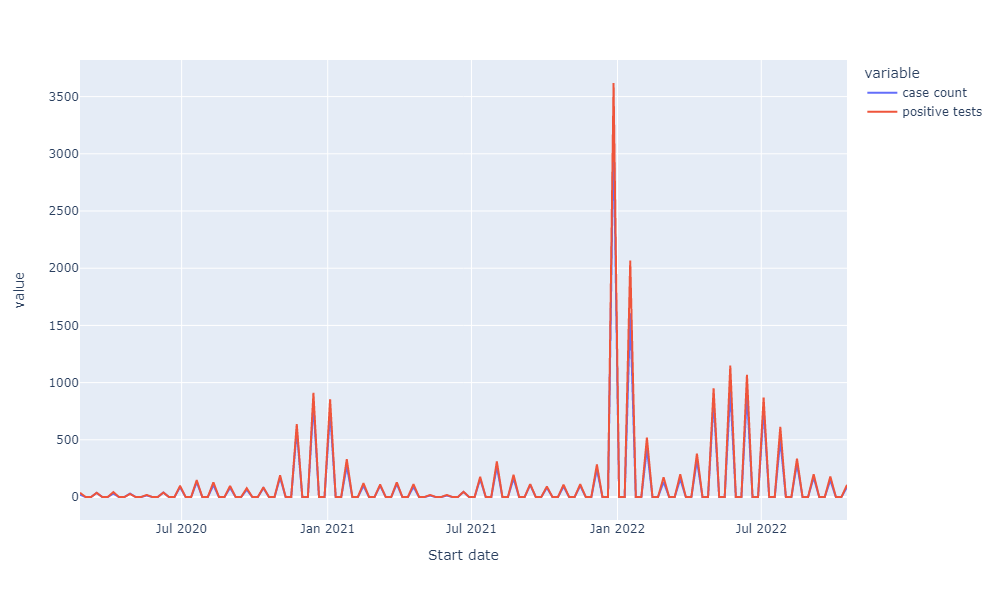 variable
case count
positive tests
3500
3000
2500
2000
1500
1000
500
0
value
Jul 2020
Jan 2021
Jul 2021
Jan 2022
Jul 2022
Start date